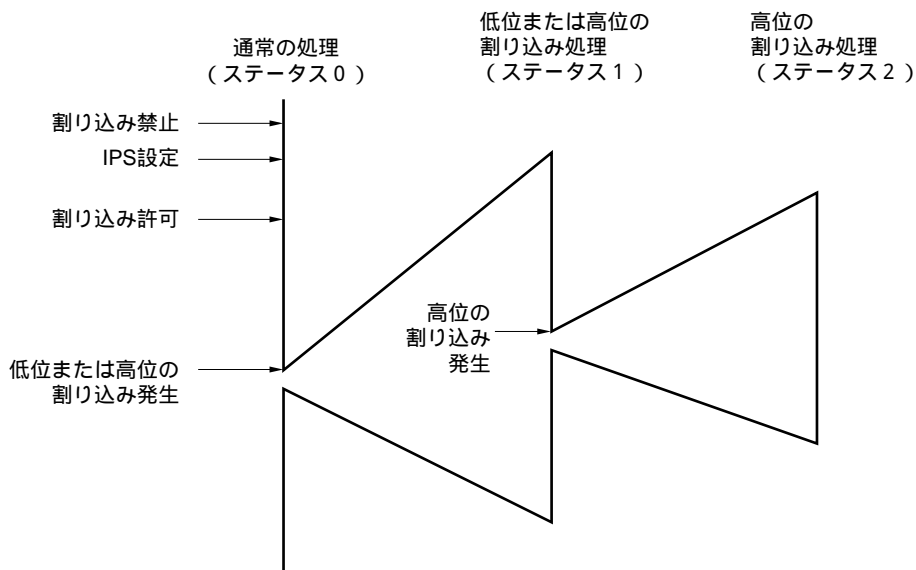 通常の処理
（ステータス０）
低位または高位の
割り込み処理
（ステータス１）
高位の
割り込み処理
（ステータス２）
割り込み禁止
IPS設定
割り込み許可
高位の
割り込み
発生
低位または高位の
割り込み発生